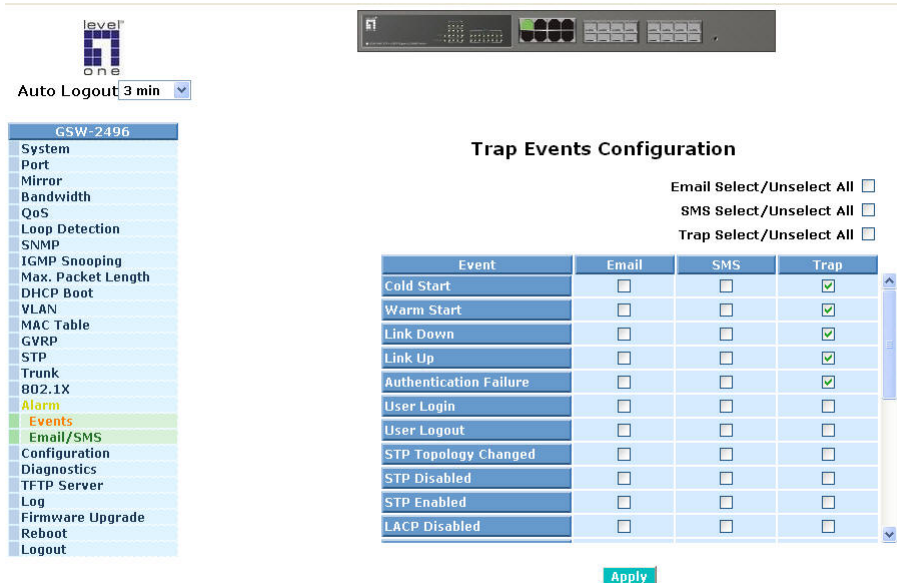 level
one
Auto Logout 3 min
GSW-2496
System
Port
Mirror
Bandwidth
QoS
Loop Detection
SNMP
IGMP Snooping
Max. Packet Length
DHCP Boot
VLAN
MAC Table
GVRP
STP
Trunk
802.1X
Alarm
Events
Email/SMS
Configuration
Diagnostics
TFTP Server
Log
Firmware Upgrade
Reboot
Logout
Trap Events Configuration
Email Select/Unselect All
SMS Select/Unselect All
Trap Select/Unselect All
Event Email SMS Trap
Cold Start
Warm Start
Link Down
Link Up
Authentication Failure
User Login
User Logout
STP Topology Changed
STP Disabled
STP Enabled
LACP Disabled
Apply